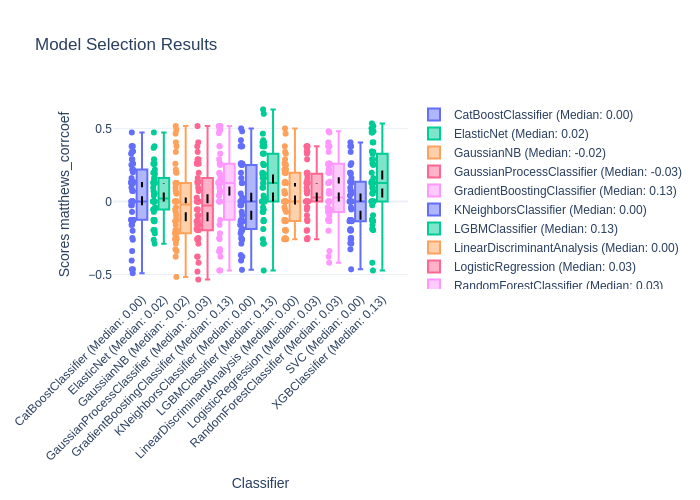 Model Selection Results
Scores matthews_corrcoef
0.5
0
−0.5
CatBoostClassifier (Median: 0.00)
ElasticNet (Median: 0.02)
GaussianNB (Median: -0.02)
GaussianProcessClassifier (Median: -0.03)
GradientBoostingClassifier (Median: 0.13)
KNeighborsClassifier (Median: 0.00)
LGBMClassifier (Median: 0.13)
LinearDiscriminantAnalysis (Median: 0.00)
LogisticRegression (Median: 0.03)
RandomForestClassifier (Median: 0.03)
SVC (Median: 0.00)
XGBClassifier (Median: 0.13)
Classifier
CatBoostClassifier (Median: 0.00)
ElasticNet (Median: 0.02)
GaussianNB (Median: -0.02)
GaussianProcessClassifier (Median: -0.03)
GradientBoostingClassifier (Median: 0.13)
KNeighborsClassifier (Median: 0.00)
LGBMClassifier (Median: 0.13)
LinearDiscriminantAnalysis (Median: 0.00)
LogisticRegression (Median: 0.03)
RandomForestClassifier (Median: 0.03)